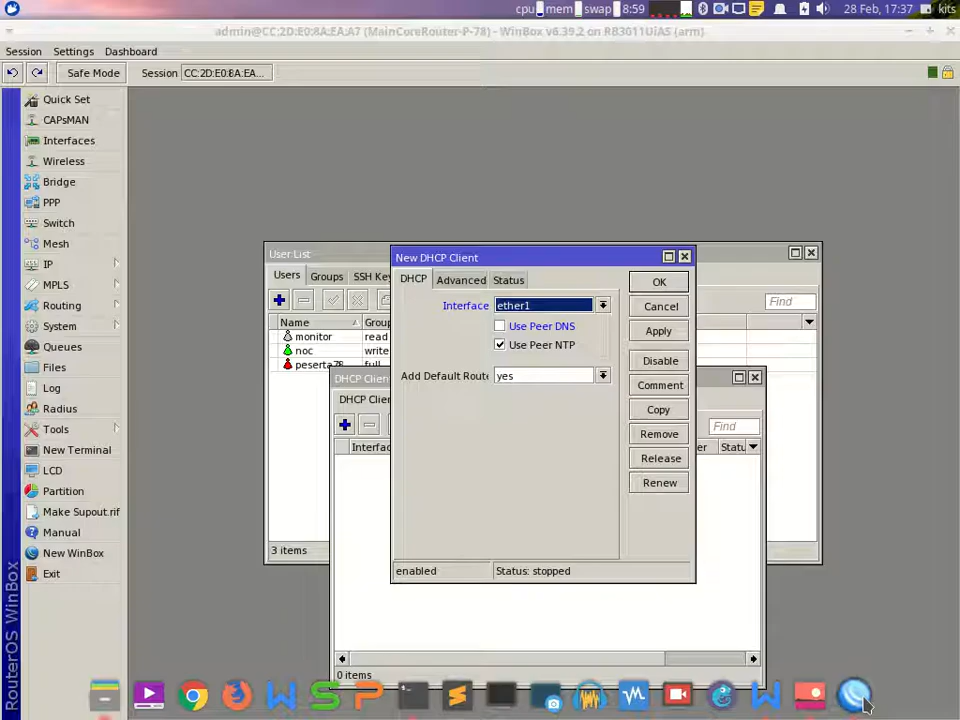 cpu mem swap 8:59 28 Feb, 17:37 kits
admin@CC:2D:E0:8A:EA:A7 (MainCoreRouter-P-78) - WinBox v6.39.2 on RB3011UiAS (arm)
Session Settings Dashboard
Safe Mode Session CC:2D:E0:8A:EA...
Quick Set
CAPsMAN
Interfaces
Wireless
Bridge
PPP
Switch
Mesh
IP
MPLS
Routing
System
Queues
Files
Log
Radius
Tools
New Terminal
LCD
Partition
Make Supout.rif
Manual
New WinBox
Exit
RouterOS WinBox
User List
Users Groups SSH Key
Find
Name Group
monitor read
noc write
peserta78 full
3 items
DHCP Client
DHCP Clien
Find
Interfac er Statu
0 items
New DHCP Client
DHCP Advanced Status
Interface ether1
Use Peer DNS
Use Peer NTP
Add Default Route yes
OK
Cancel
Apply
Disable
Comment
Copy
Remove
Release
Renew
enabled Status: stopped